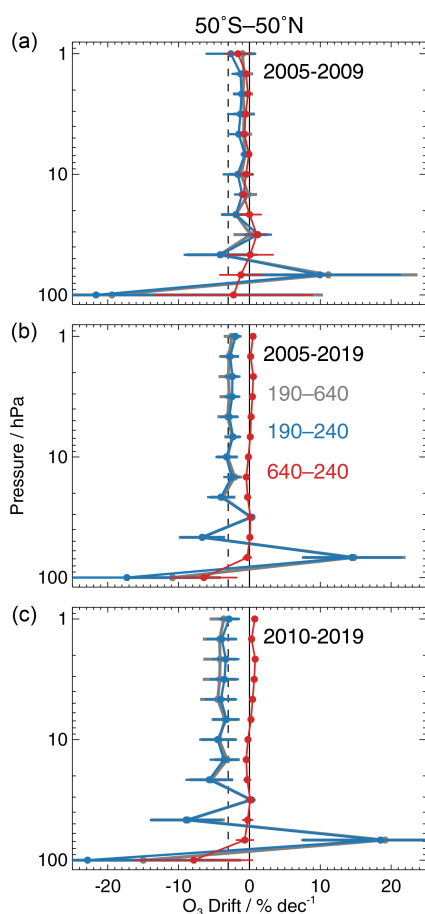 50°S–50°N
(a)
2005-2009
1
10
100
(b)
2005-2019
190–640
190–240
640–240
1
10
100
Pressure / hPa
(c)
2010-2019
1
10
100
-20 -10 0 10 20
O₃ Drift / % dec⁻¹